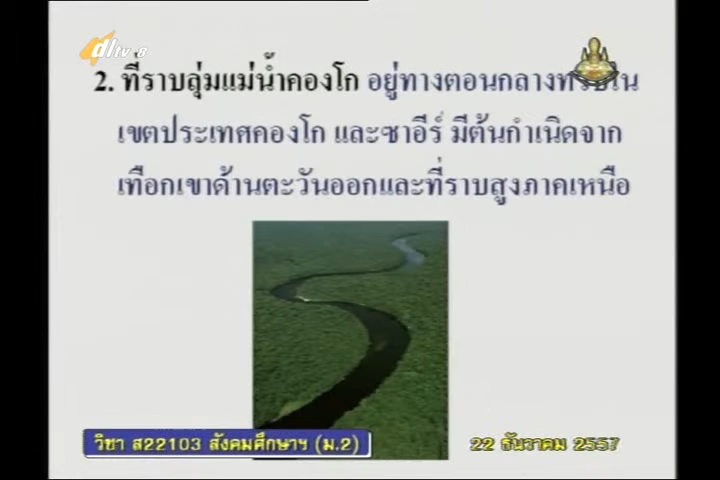 dltv 8
2. ที่ราบลุ่มแม่น้ำคองโก อยู่ทางตอนกลางทวีปใน
เขตประเทศคองโก และซาอีร์ มีต้นกำเนิดจาก
เทือกเขาด้านตะวันออกและที่ราบสูงภาคเหนือ
วิชา ส22103 สังคมศึกษาฯ (ม.2)
22 ธันวาคม 2557